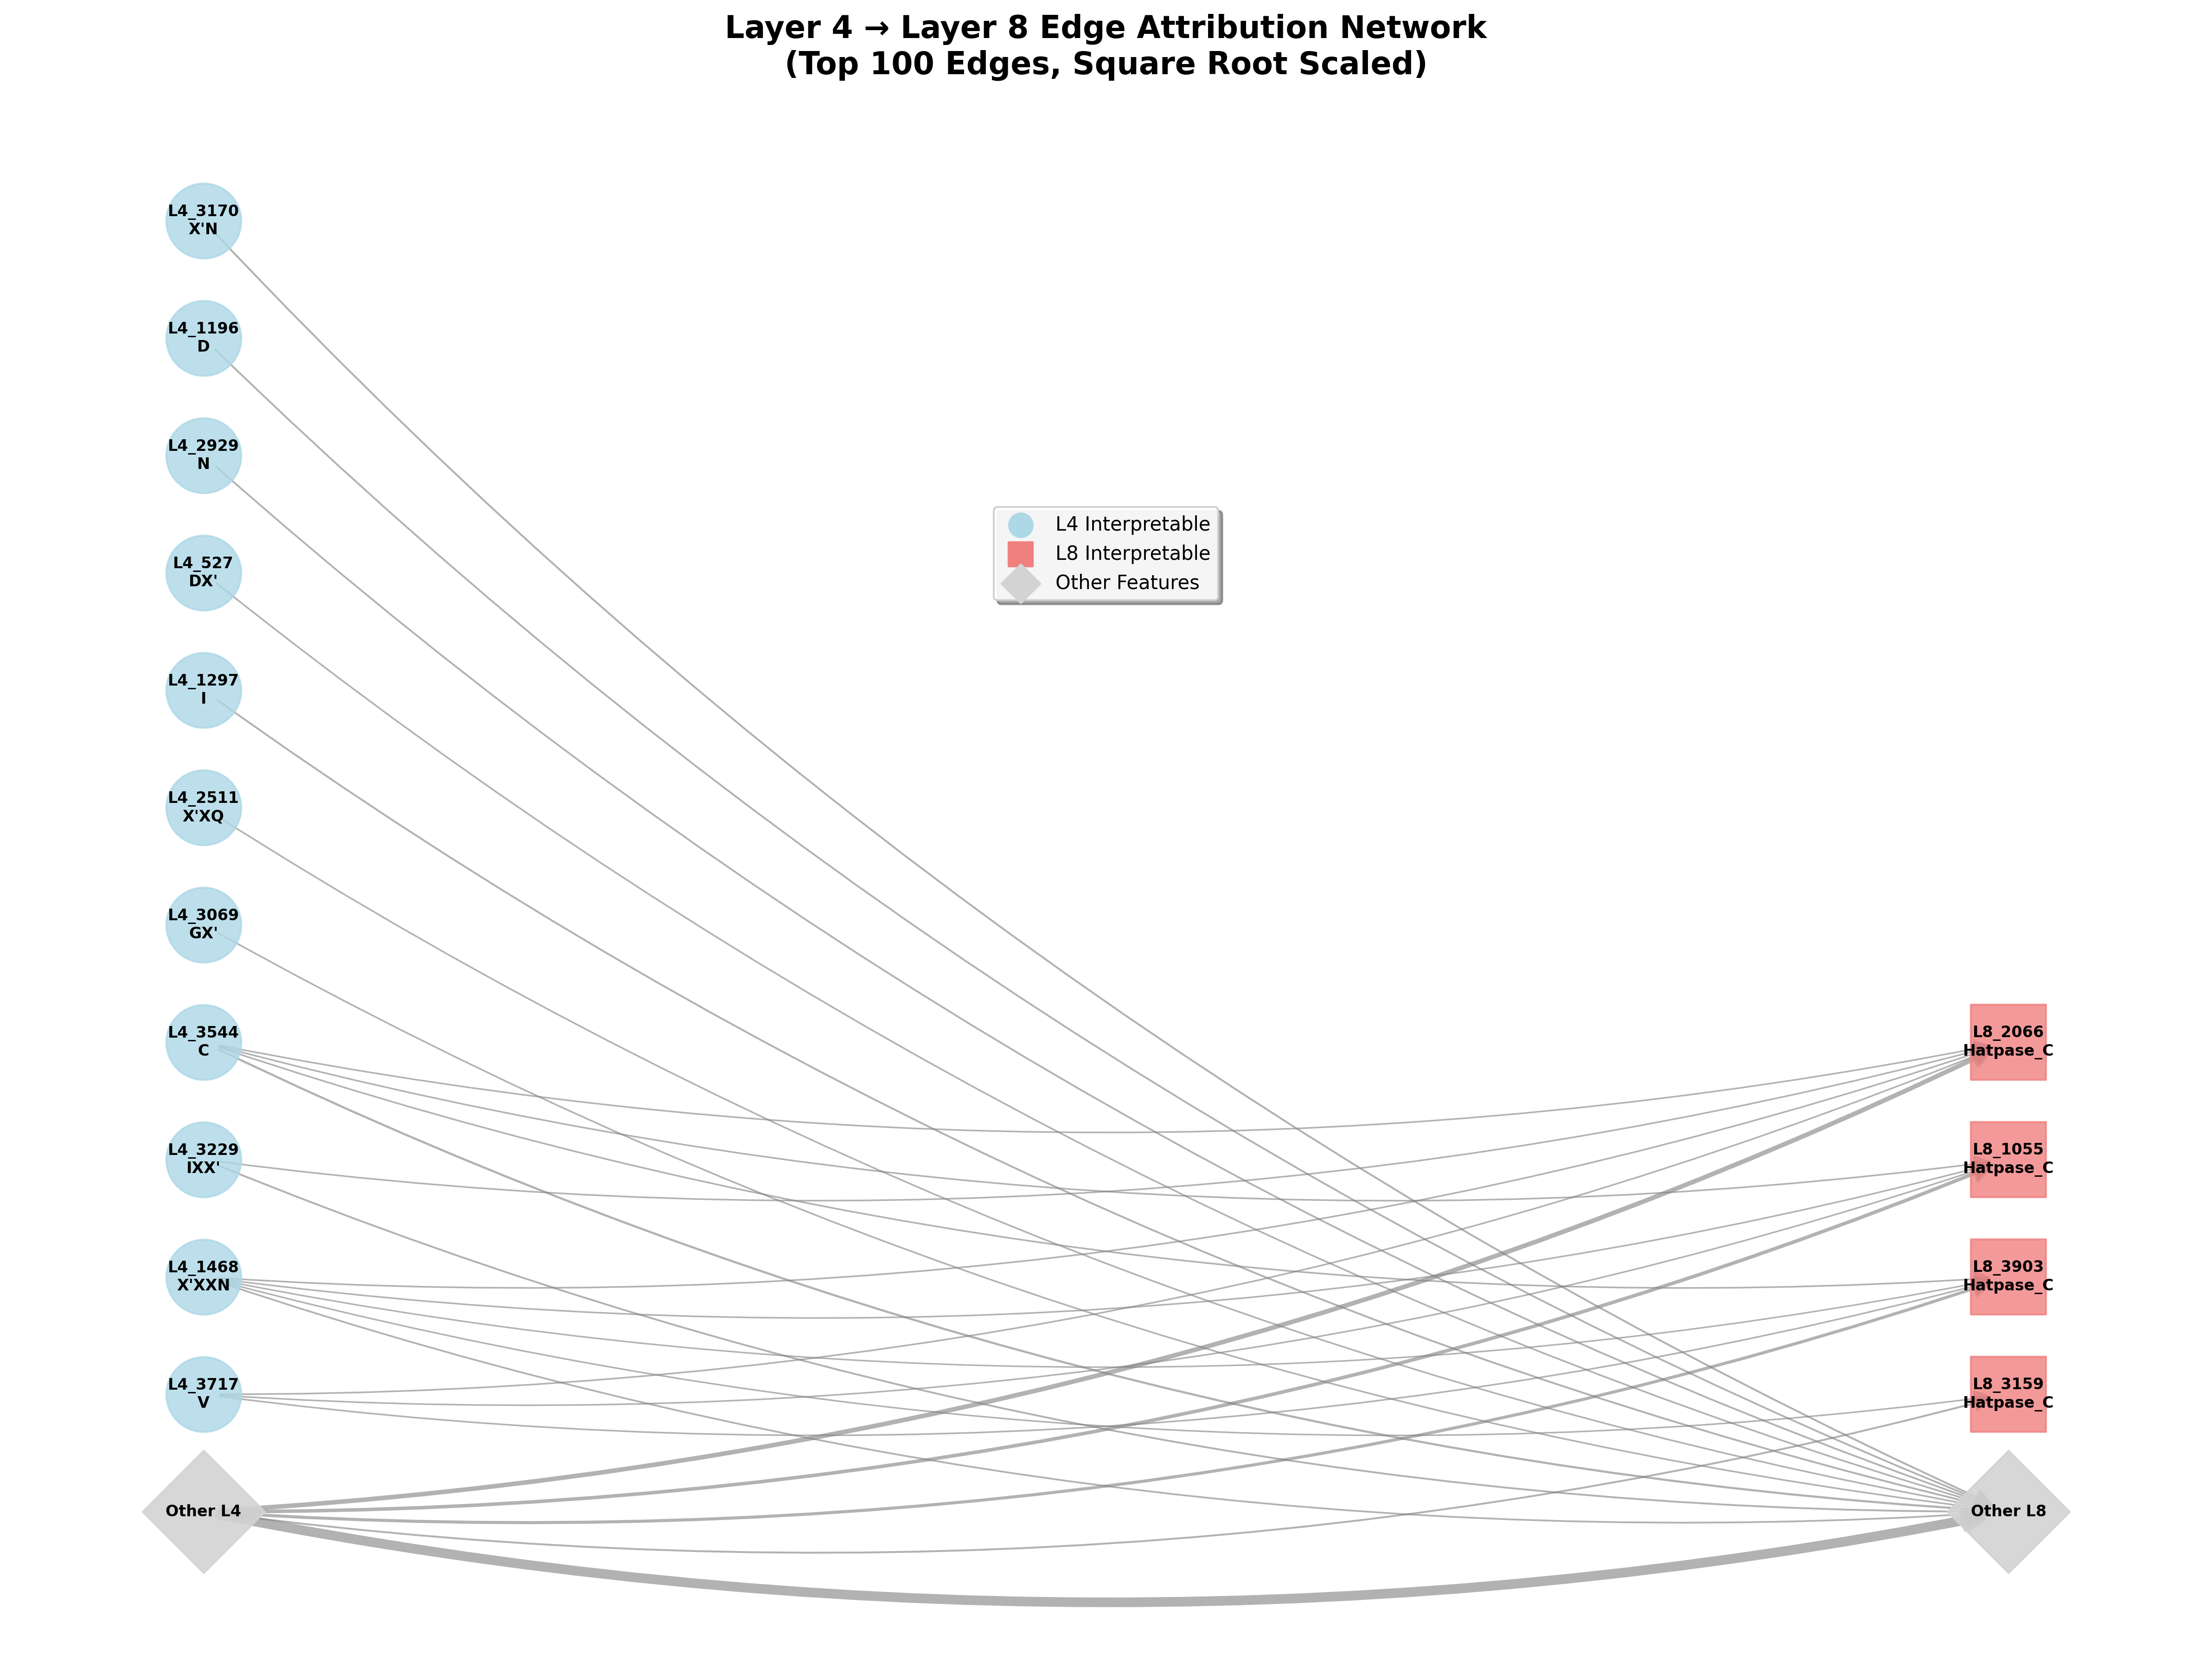 Layer 4 → Layer 8 Edge Attribution Network
(Top 100 Edges, Square Root Scaled)
L4_3170
X'N
L4_1196
D
L4_2929
N
L4_527
DX'
L4_1297
I
L4_2511
X'XQ
L4_3069
GX'
L4_3544
C
L4_3229
IXX'
L4_1468
X'XXN
L4_3717
V
Other L4
L4 Interpretable
L8 Interpretable
Other Features
L8_2066
Hatpase_C
L8_1055
Hatpase_C
L8_3903
Hatpase_C
L8_3159
Hatpase_C
Other L8